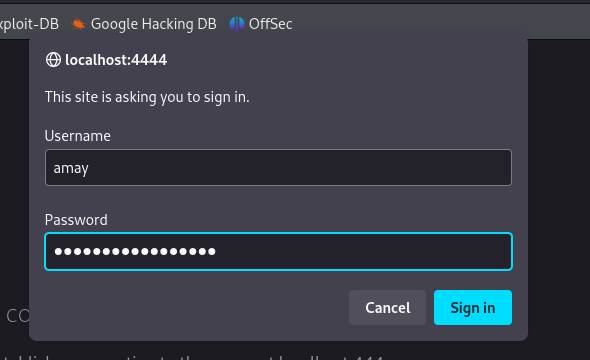 xploit-DB Google Hacking DB OffSec
localhost:4444
This site is asking you to sign in.
Username
amay
Password
•••••••••••••••••
Cancel Sign in
CO